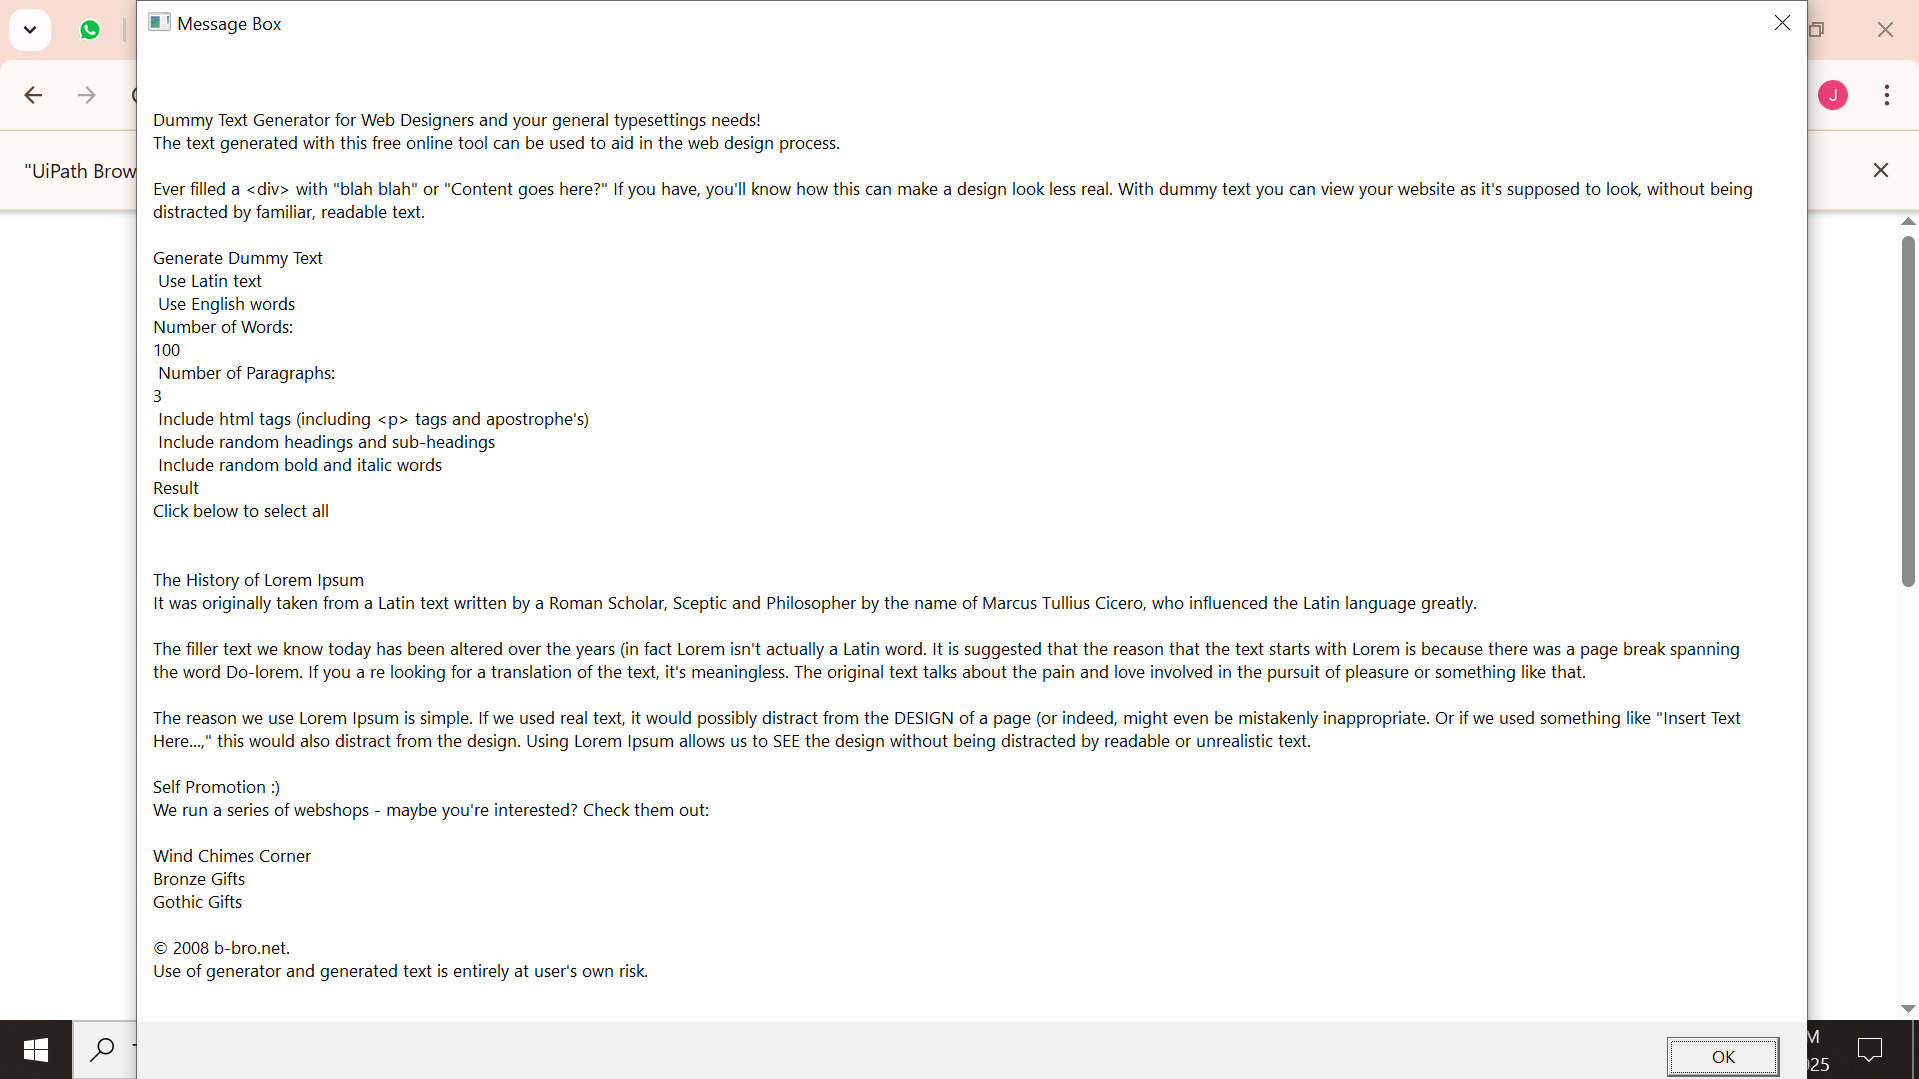 Message Box
"UiPath Brow
J
Dummy Text Generator for Web Designers and your general typesettings needs!
The text generated with this free online tool can be used to aid in the web design process.
Ever filled a <div> with "blah blah" or "Content goes here?" If you have, you'll know how this can make a design look less real. With dummy text you can view your website as it's supposed to look, without being
distracted by familiar, readable text.
Generate Dummy Text
Use Latin text
Use English words
Number of Words:
100
Number of Paragraphs:
3
Include html tags (including <p> tags and apostrophe's)
Include random headings and sub-headings
Include random bold and italic words
Result
Click below to select all
The History of Lorem Ipsum
It was originally taken from a Latin text written by a Roman Scholar, Sceptic and Philosopher by the name of Marcus Tullius Cicero, who influenced the Latin language greatly.
The filler text we know today has been altered over the years (in fact Lorem isn't actually a Latin word. It is suggested that the reason that the text starts with Lorem is because there was a page break spanning
the word Do-lorem. If you a re looking for a translation of the text, it's meaningless. The original text talks about the pain and love involved in the pursuit of pleasure or something like that.
The reason we use Lorem Ipsum is simple. If we used real text, it would possibly distract from the DESIGN of a page (or indeed, might even be mistakenly inappropriate. Or if we used something like "Insert Text
Here...," this would also distract from the design. Using Lorem Ipsum allows us to SEE the design without being distracted by readable or unrealistic text.
Self Promotion :)
We run a series of webshops - maybe you're interested? Check them out:
Wind Chimes Corner
Bronze Gifts
Gothic Gifts
© 2008 b-bro.net.
Use of generator and generated text is entirely at user's own risk.
OK
M
025